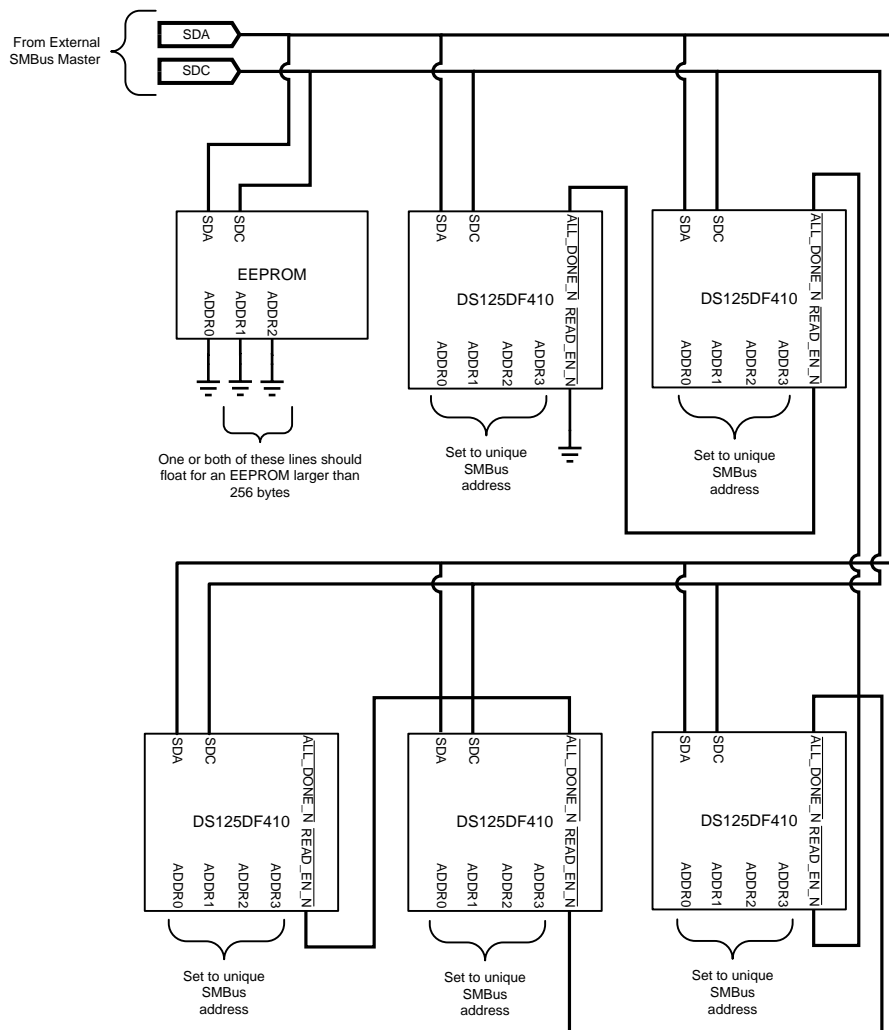 From External
SMBus Master
SDA
SDC
SDA
SDC
EEPROM
ADDR0
ADDR1
ADDR2
One or both of these lines should
float for an EEPROM larger than
256 bytes
SDA
SDC
ALL_DONE_N
DS125DF410
READ_EN_N
ADDR0
ADDR1
ADDR2
ADDR3
Set to unique
SMBus
address
SDA
SDC
ALL_DONE_N
DS125DF410
READ_EN_N
ADDR0
ADDR1
ADDR2
ADDR3
Set to unique
SMBus
address
SDA
SDC
ALL_DONE_N
DS125DF410
READ_EN_N
ADDR0
ADDR1
ADDR2
ADDR3
Set to unique
SMBus
address
SDA
SDC
ALL_DONE_N
DS125DF410
READ_EN_N
ADDR0
ADDR1
ADDR2
ADDR3
Set to unique
SMBus
address
SDA
SDC
ALL_DONE_N
DS125DF410
READ_EN_N
ADDR0
ADDR1
ADDR2
ADDR3
Set to unique
SMBus
address